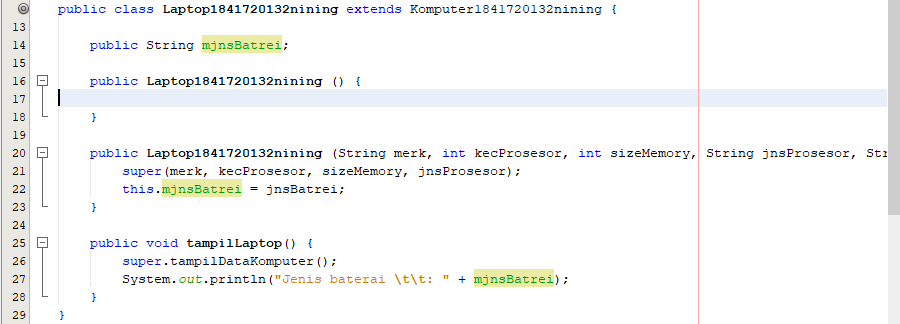 public class Laptop1841720132nining extends Komputer1841720132nining {
13
14 public String mjnsBatrei;
15
16 public Laptop1841720132nining () {
17
18 }
19
20 public Laptop1841720132nining (String merk, int kecProsesor, int sizeMemory, String jnsProsesor, Str
21 super(merk, kecProsesor, sizeMemory, jnsProsesor);
22 this.mjnsBatrei = jnsBatrei;
23 }
24
25 public void tampilLaptop() {
26 super.tampilDataKomputer();
27 System.out.println("Jenis baterai \t\t: " + mjnsBatrei);
28 }
29 }